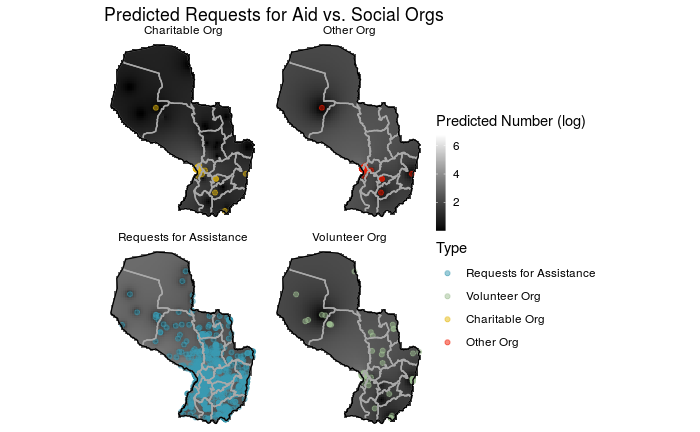 Predicted Requests for Aid vs. Social Orgs
Charitable Org
Other Org
Requests for Assistance
Volunteer Org
Predicted Number (log)
6
4
2
Type
Requests for Assistance
Volunteer Org
Charitable Org
Other Org